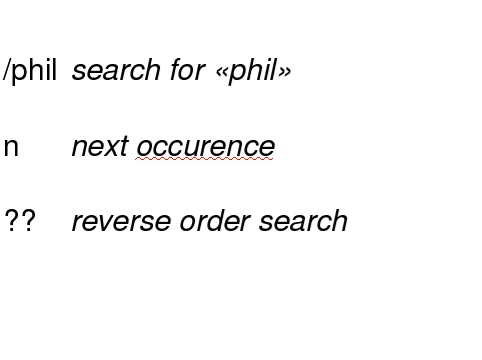 /phil search for «phil»
n next occurence
?? reverse order search